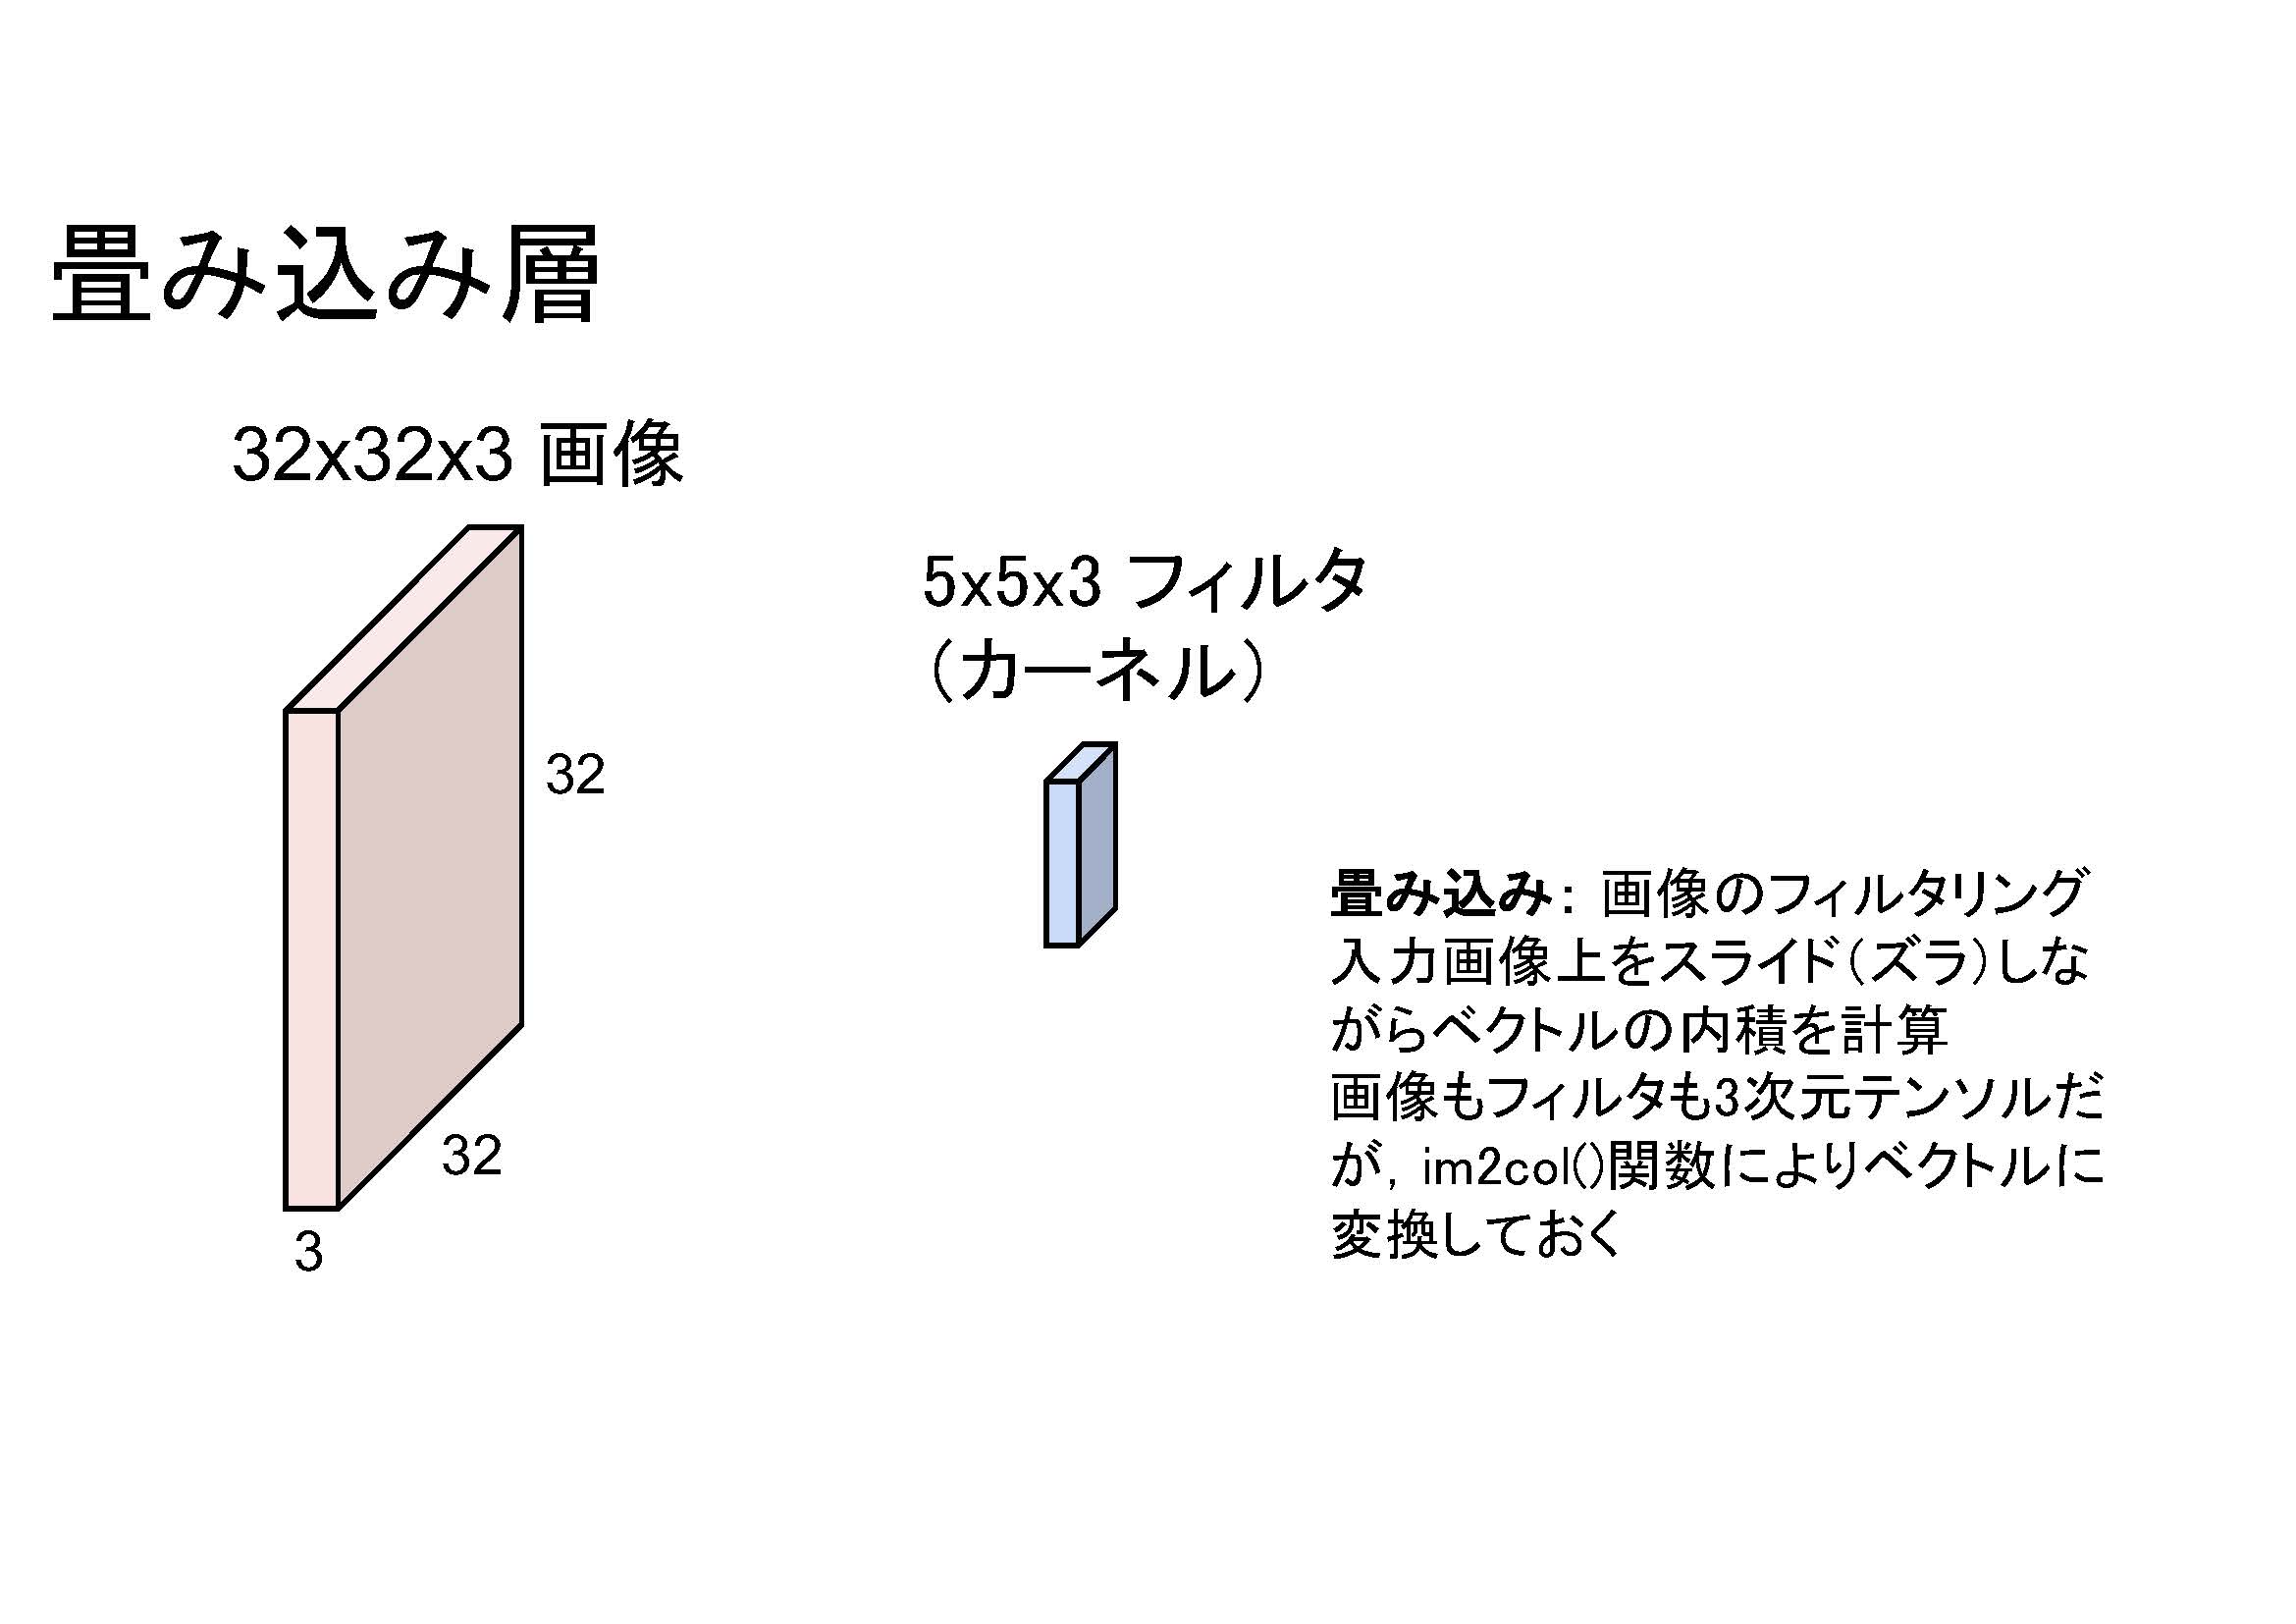 畳み込み層
32x32x3 画像
5x5x3 フィルタ
（カーネル）
32
32
3
畳み込み： 画像のフィルタリング
入力画像上をスライド（ズラ）しな
がらベクトルの内積を計算
画像もフィルタも3次元テンソルだ
が，im2col()関数によりベクトルに
変換しておく